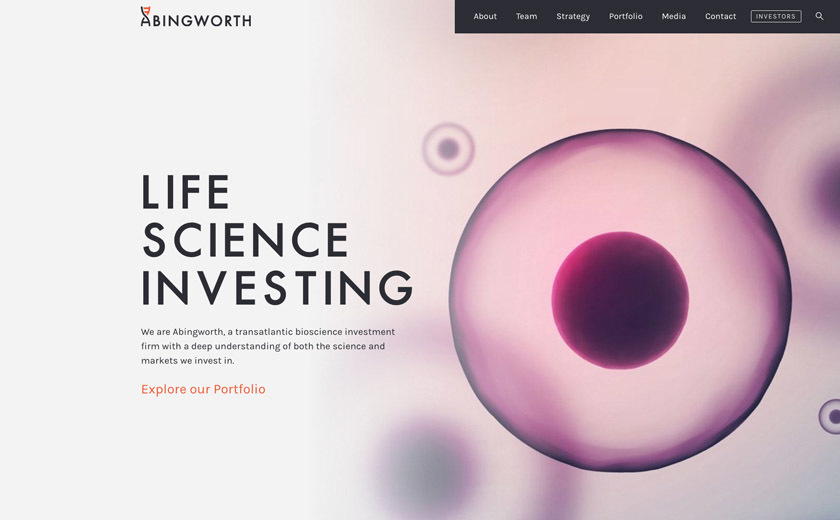 ABINGWORTH
About Team Strategy Portfolio Media Contact INVESTORS
LIFE
SCIENCE
INVESTING
We are Abingworth, a transatlantic bioscience investment
firm with a deep understanding of both the science and
markets we invest in.
Explore our Portfolio